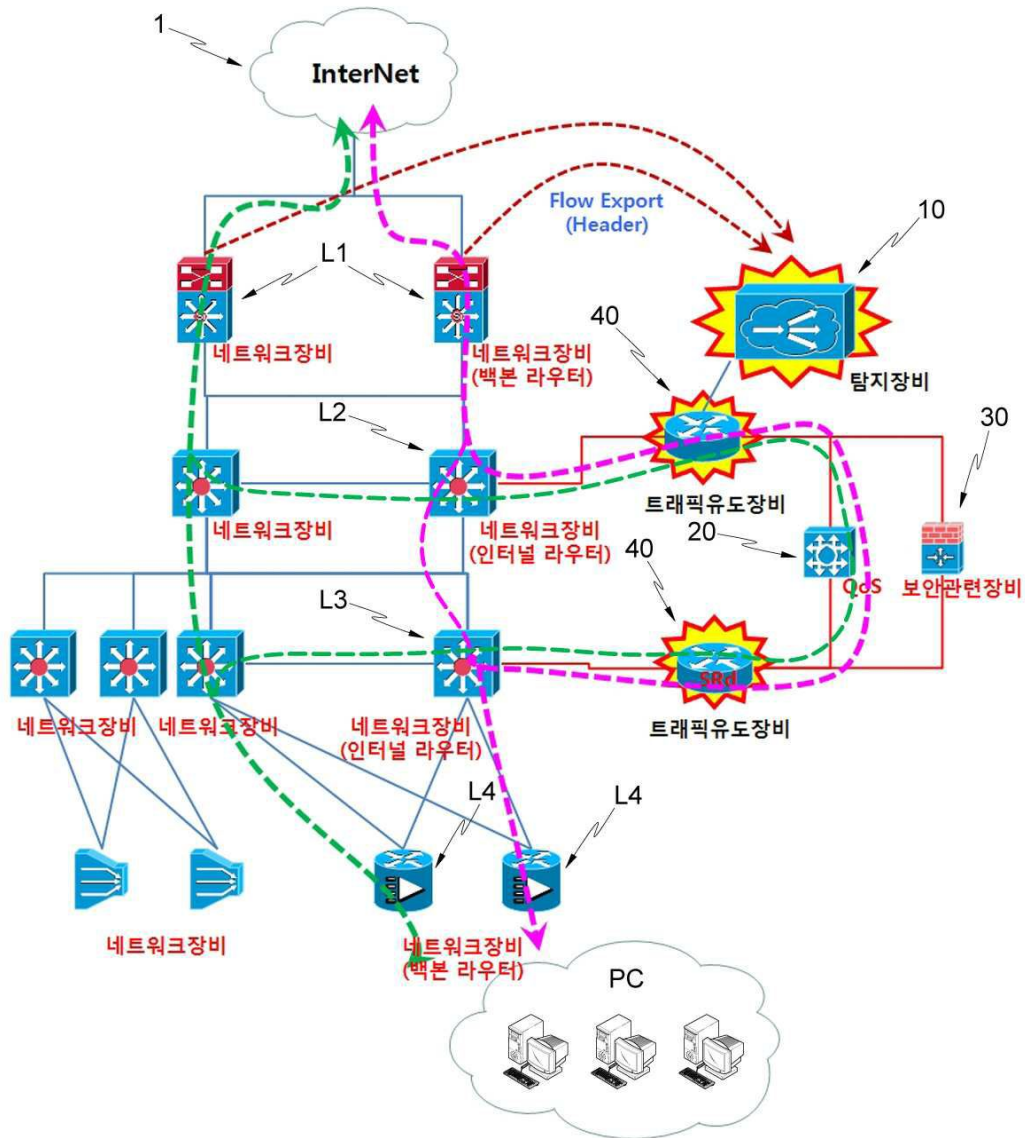 1
InterNet
Flow Export
(Header)
10
L1
40
네트워크장비
네트워크장비
(백본 라우터)
탐지장비
L2
30
트래픽유도장비
네트워크장비
네트워크장비
(인터널 라우터)
20
QoS
보안관련장비
40
L3
SRd
네트워크장비
네트워크장비
네트워크장비
(인터널 라우터)
트래픽유도장비
L4
L4
네트워크장비
네트워크장비
(백본 라우터)
PC